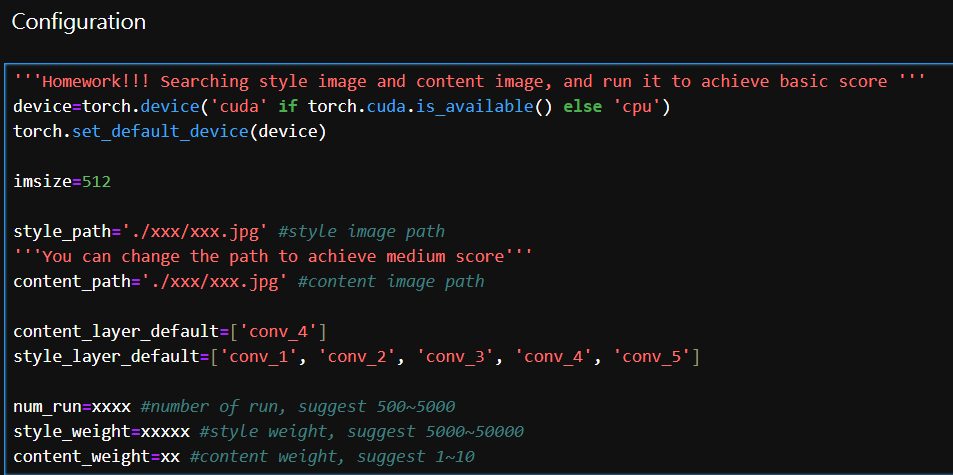 Configuration
'''Homework!!! Searching style image and content image, and run it to achieve basic score '''
device=torch.device('cuda' if torch.cuda.is_available() else 'cpu')
torch.set_default_device(device)
imsize=512
style_path='./xxx/xxx.jpg' #style image path
'''You can change the path to achieve medium score'''
content_path='./xxx/xxx.jpg' #content image path
content_layer_default=['conv_4']
style_layer_default=['conv_1', 'conv_2', 'conv_3', 'conv_4', 'conv_5']
num_run=xxxx #number of run, suggest 500~5000
style_weight=xxxxx #style weight, suggest 5000~50000
content_weight=xx #content weight, suggest 1~10